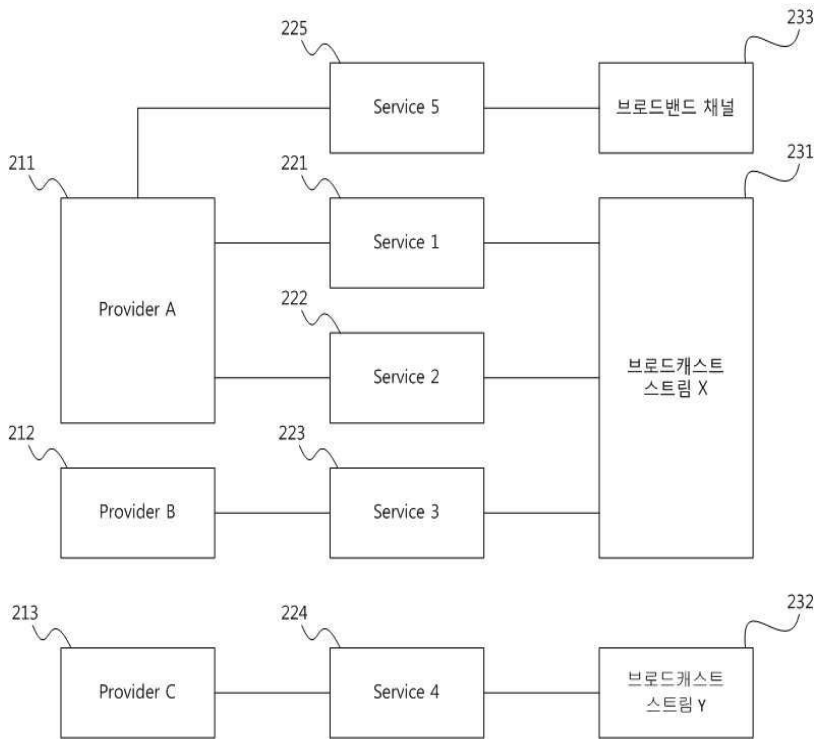 225
233
Service 5
브로드밴드 채널
211
221
231
Service 1
Provider A
222
Service 2
브로드캐스트
스트림 X
212
223
Provider B
Service 3
213
224
232
Provider C
Service 4
브로드캐스트
스트림 Y